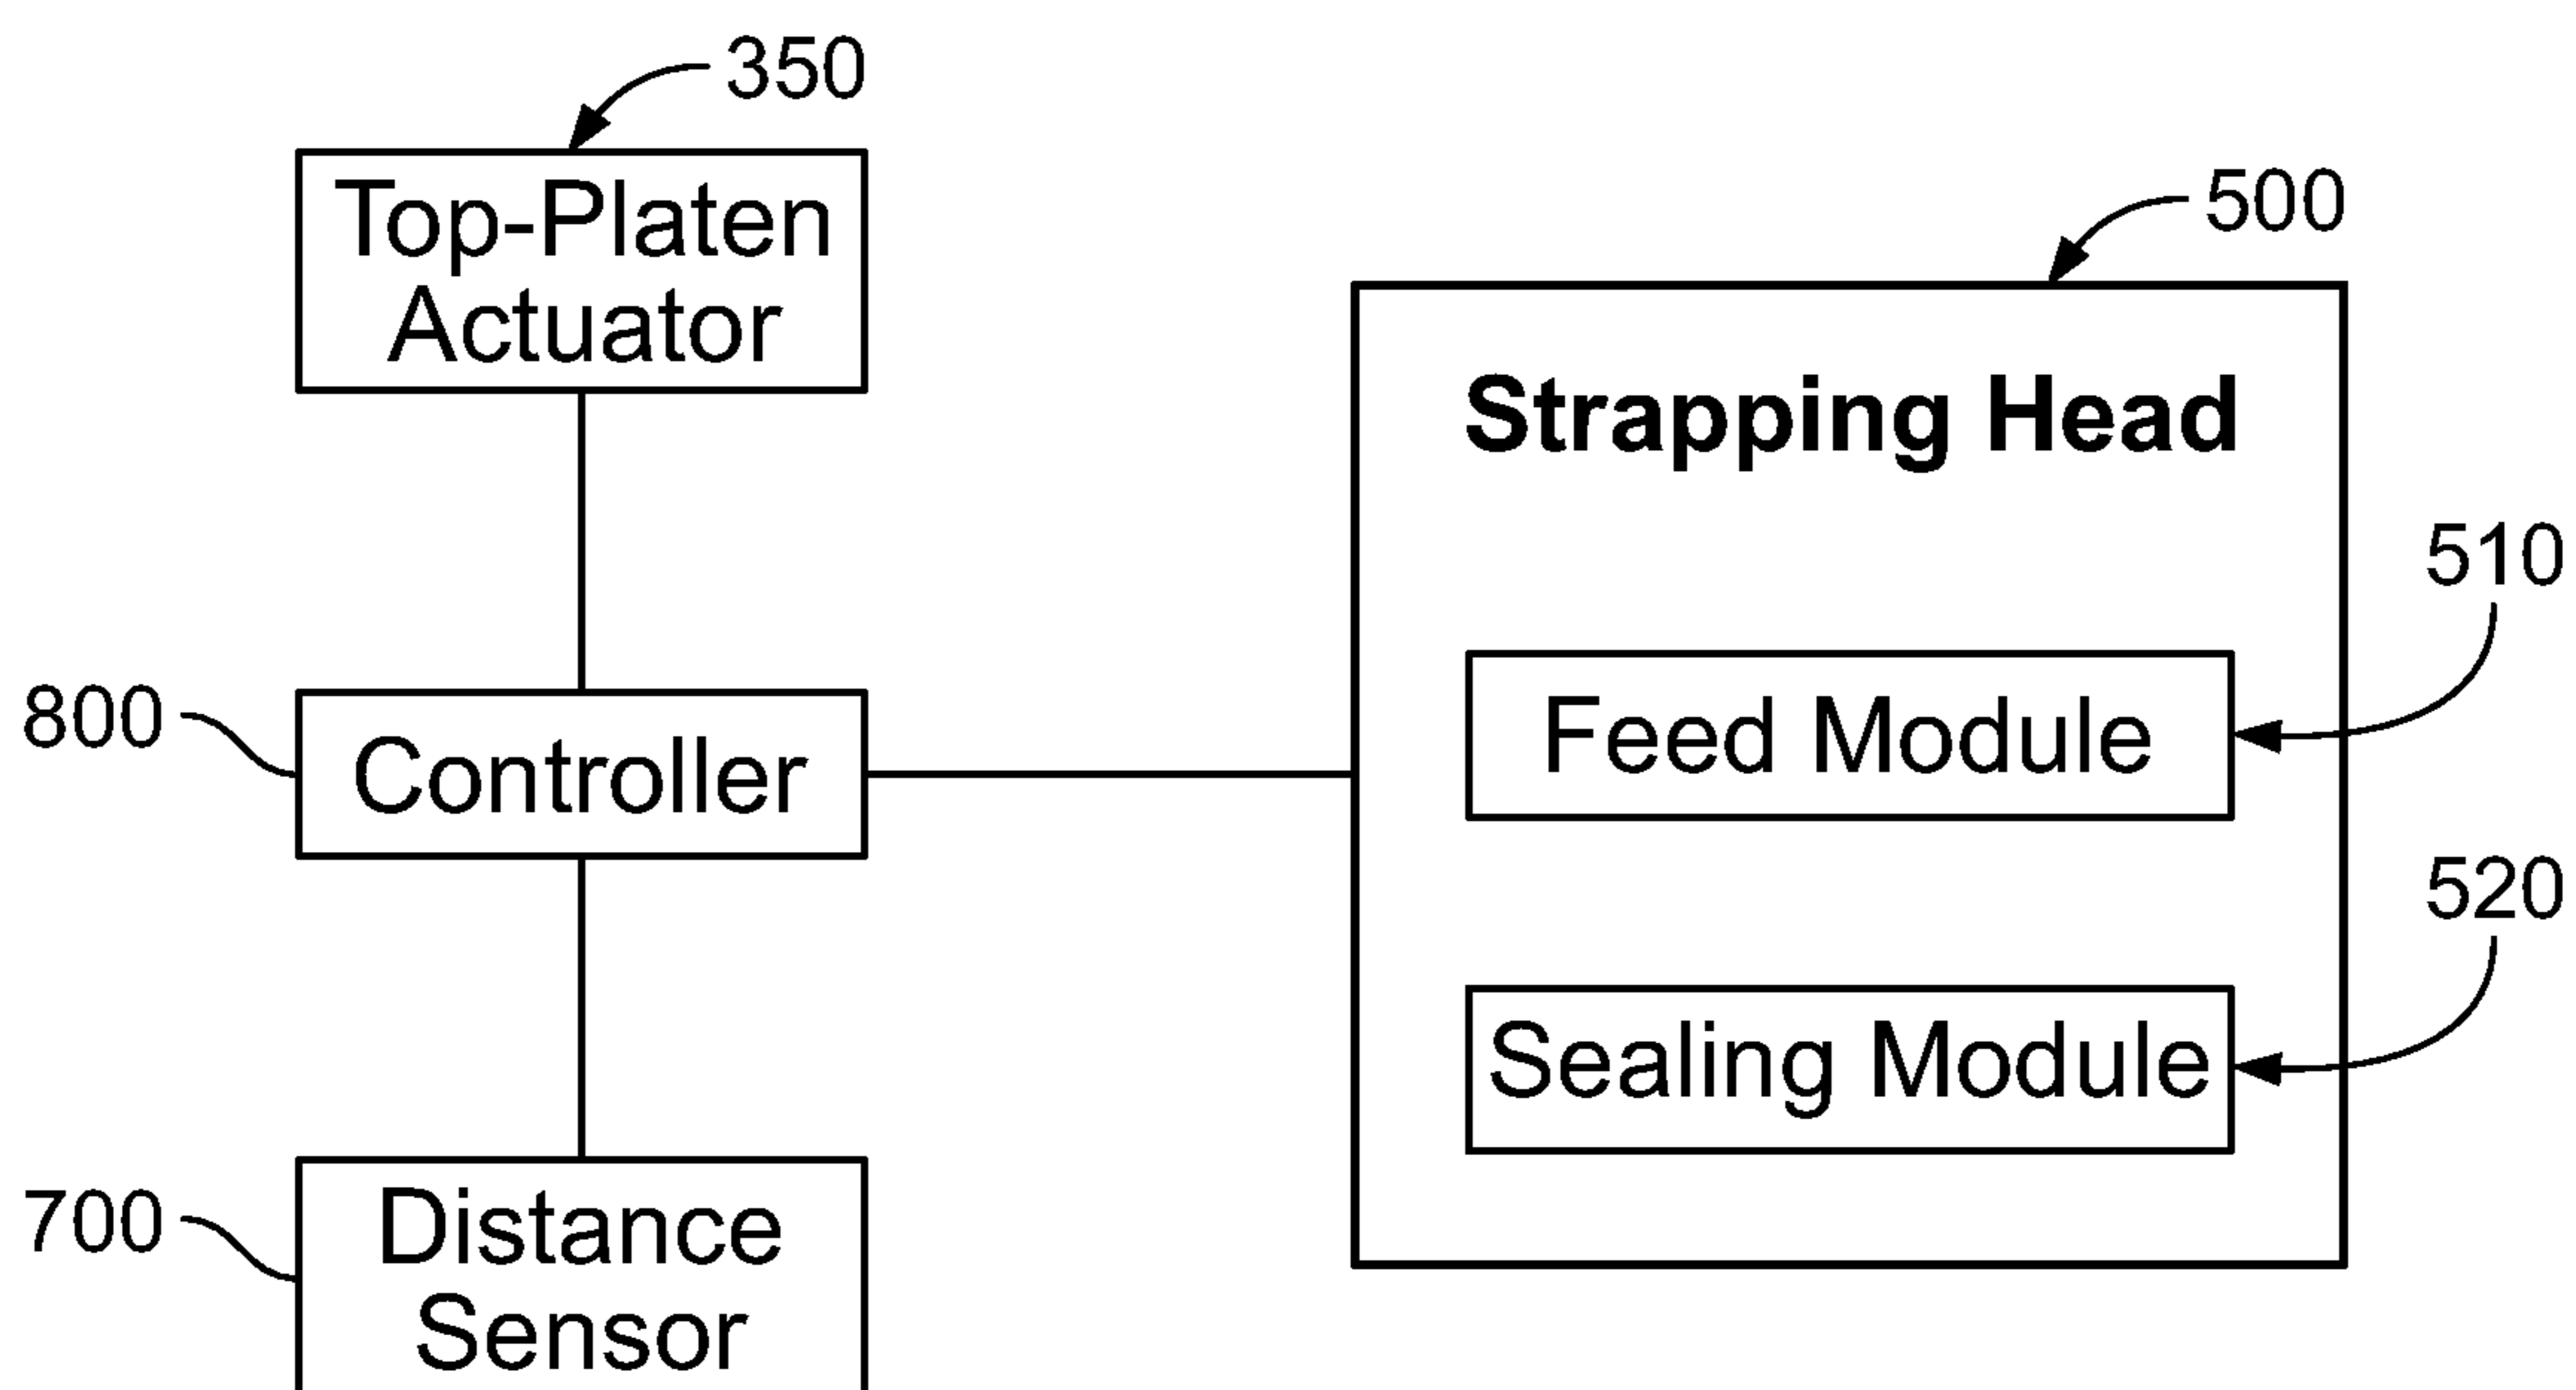 350
Top-Platen
Actuator
500
Strapping Head
510
Feed Module
800
Controller
520
Sealing Module
700
Distance
Sensor